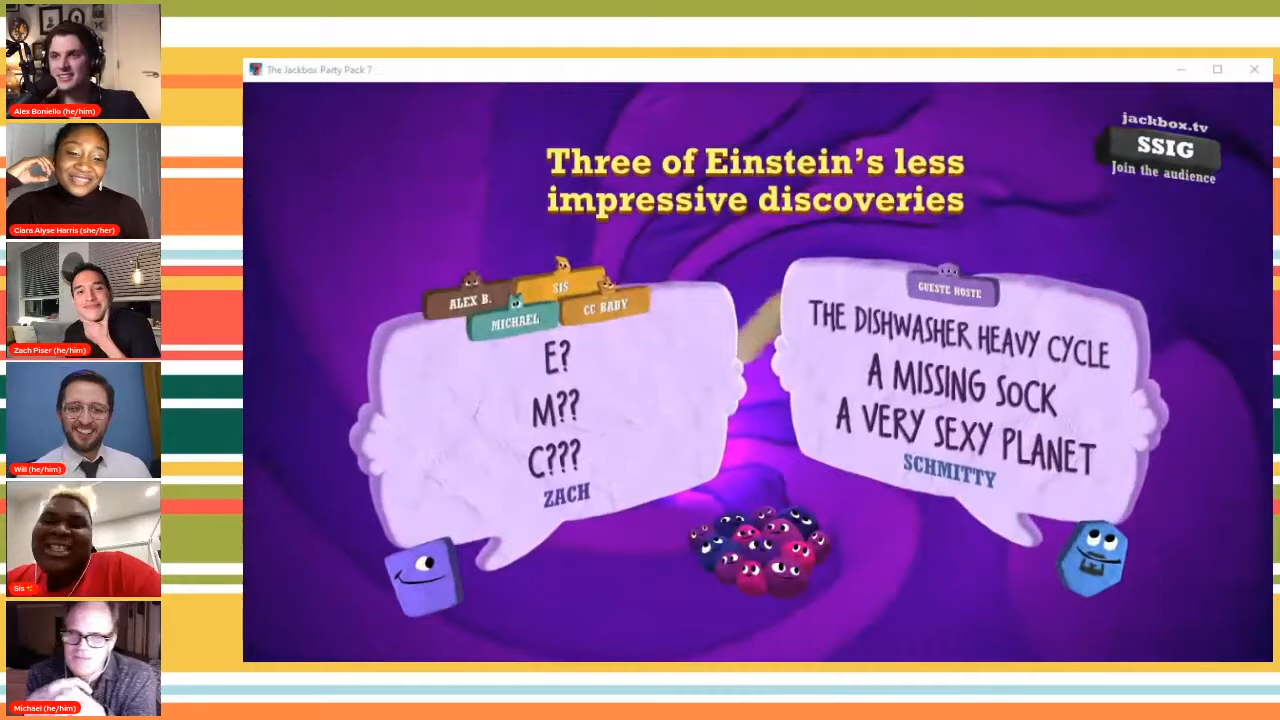 Alex Boniello (he/him)
Ciara Alyse Harris (she/her)
Zach Piser (he/him)
Will (he/him)
Sis ✨
Michael (he/him)
The Jackbox Party Pack 7
jackbox.tv
SSIG
Join the audience
Three of Einstein's less
impressive discoveries
ALEX B.
SIS
MICHAEL
CC BABY
E?
M??
C???
ZACH
GUESTE HOSTE
THE DISHWASHER HEAVY CYCLE
A MISSING SOCK
A VERY SEXY PLANET
SCHMITTY